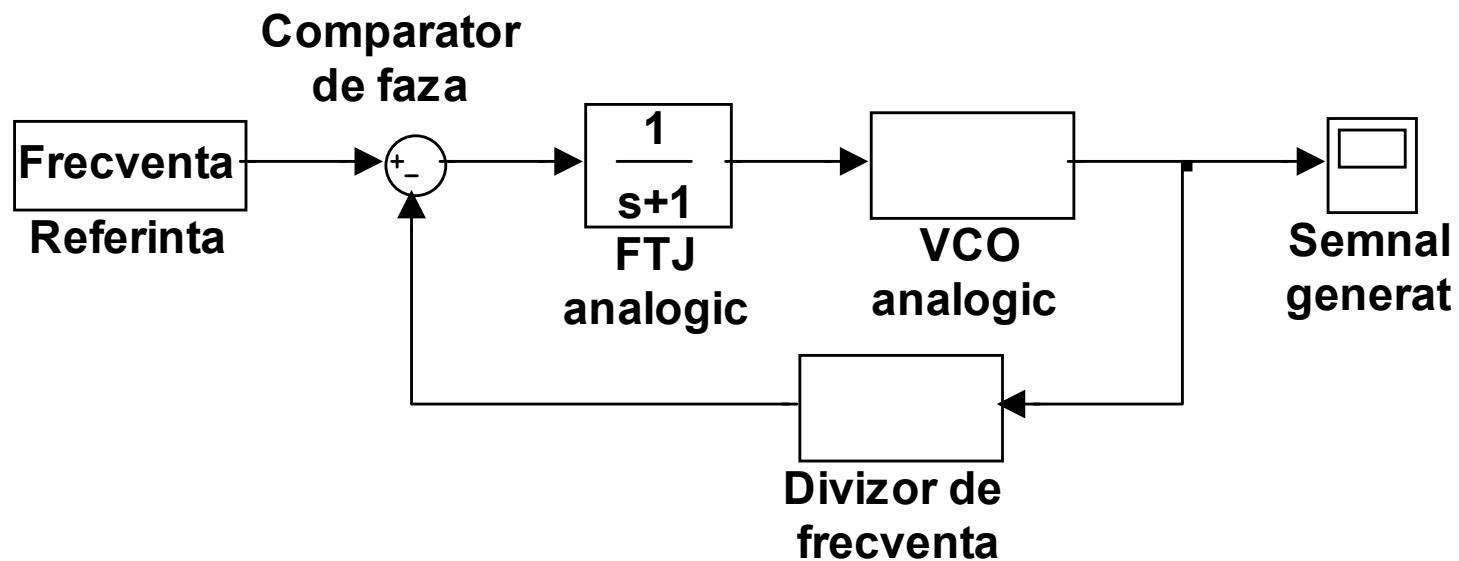 Comparator
de faza
Frecventa
Referinta
+
−
1
s+1
FTJ
analogic
VCO
analogic
Semnal
generat
Divizor de
frecventa